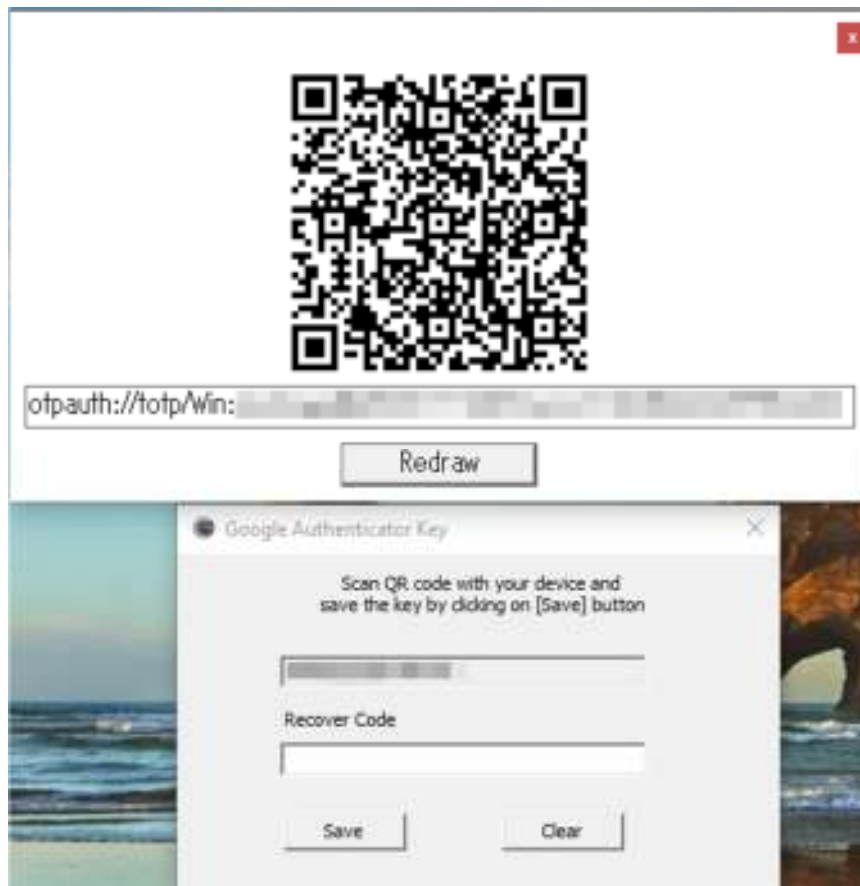 x
otpauth://totp/Win:
Redraw
Google Authenticator Key
Scan QR code with your device and
save the key by clicking on [Save] button
Recover Code
Save
Clear